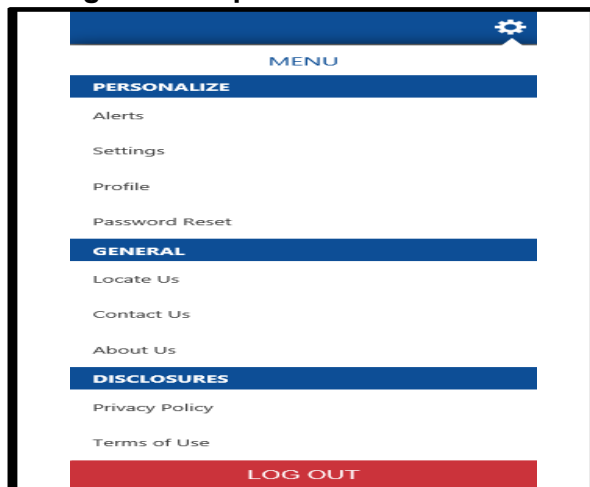 MENU
PERSONALIZE
Alerts
Settings
Profile
Password Reset
GENERAL
Locate Us
Contact Us
About Us
DISCLOSURES
Privacy Policy
Terms of Use
LOG OUT